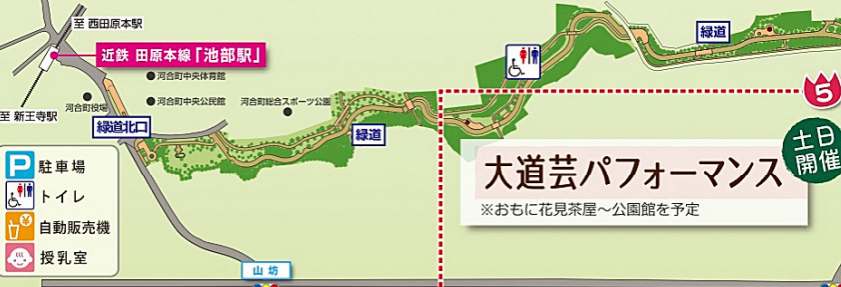 至 西田原本駅
近鉄 田原本線「池部駅」
緑道
河合町中央体育館
河合町役場
河合町中央公民館
河合町総合スポーツ公園
至 新王寺駅
緑道北口
緑道
5
土日
開催
大道芸パフォーマンス
※おもに花見茶屋~公園館を予定
P 駐車場
トイレ
自動販売機
授乳室
山坊